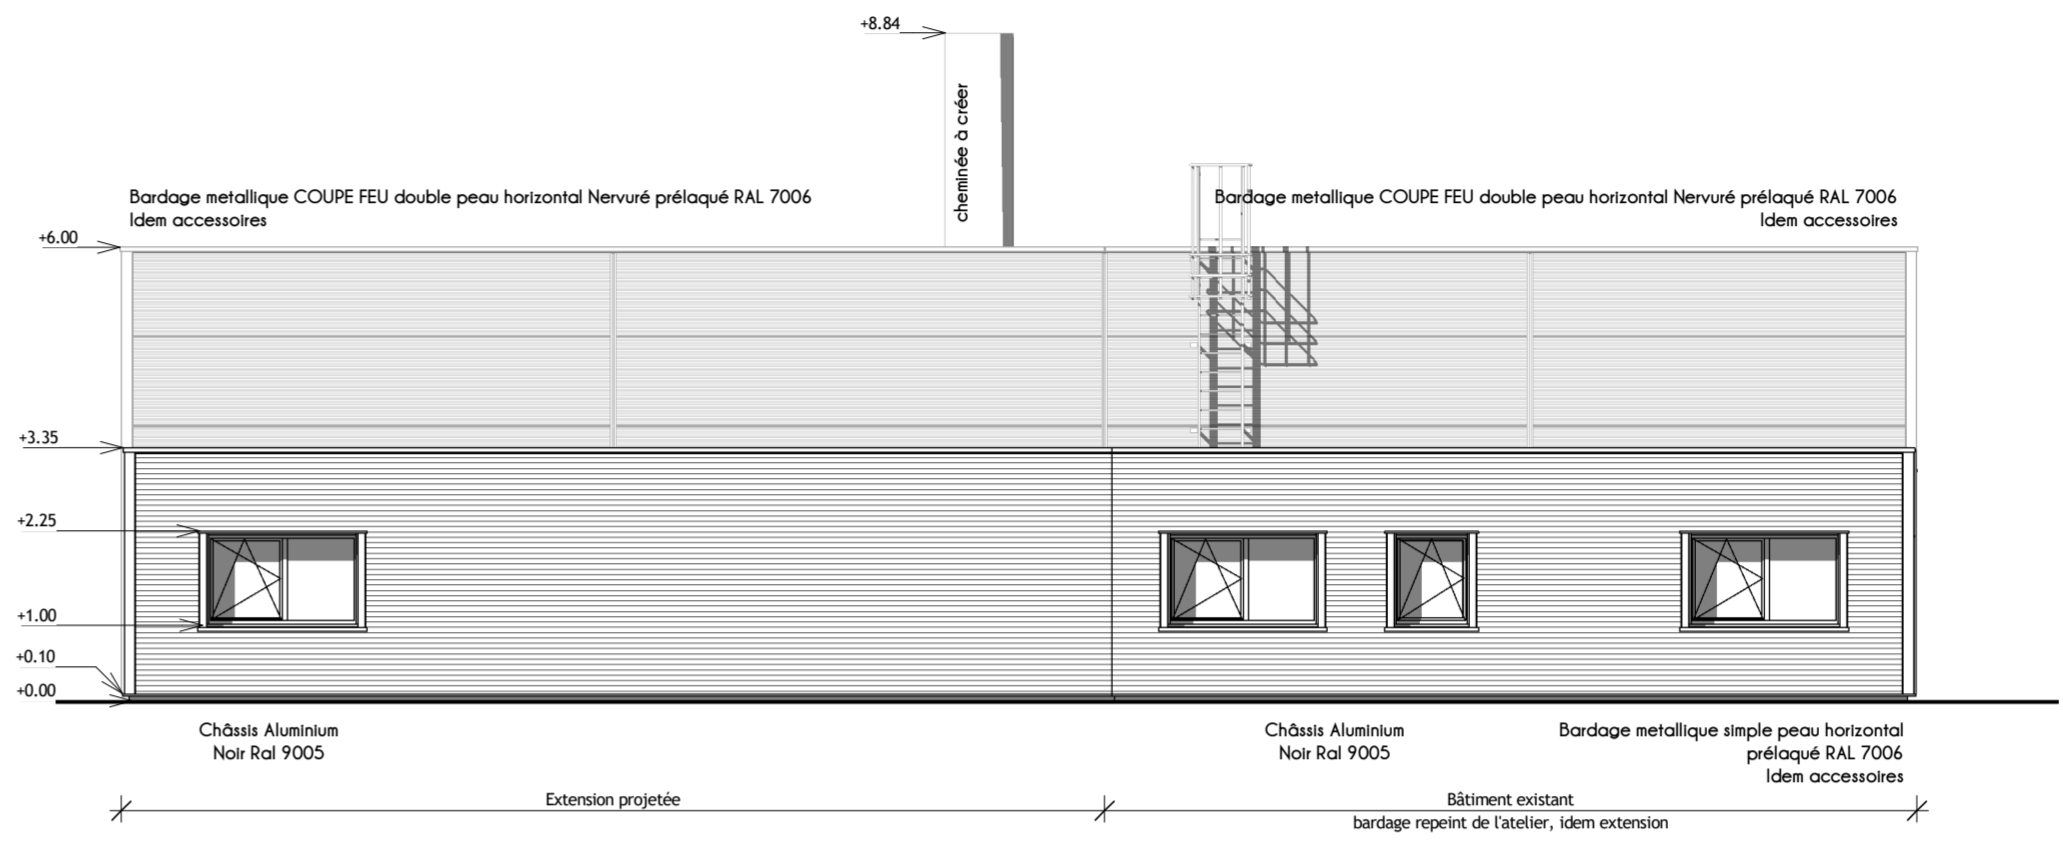 +8.84
cheminée à créer
Bardage metallique COUPE FEU double peau horizontal Nervuré prélaqué RAL 7006
Idem accessoires
Bardage metallique COUPE FEU double peau horizontal Nervuré prélaqué RAL 7006
Idem accessoires
+6.00
+3.35
+2.25
+1.00
+0.10
+0.00
Châssis Aluminium
Noir Ral 9005
Châssis Aluminium
Noir Ral 9005
Bardage metallique simple peau horizontal
prélaqué RAL 7006
Idem accessoires
Extension projetée
Bâtiment existant
bardage repeint de l'atelier, idem extension